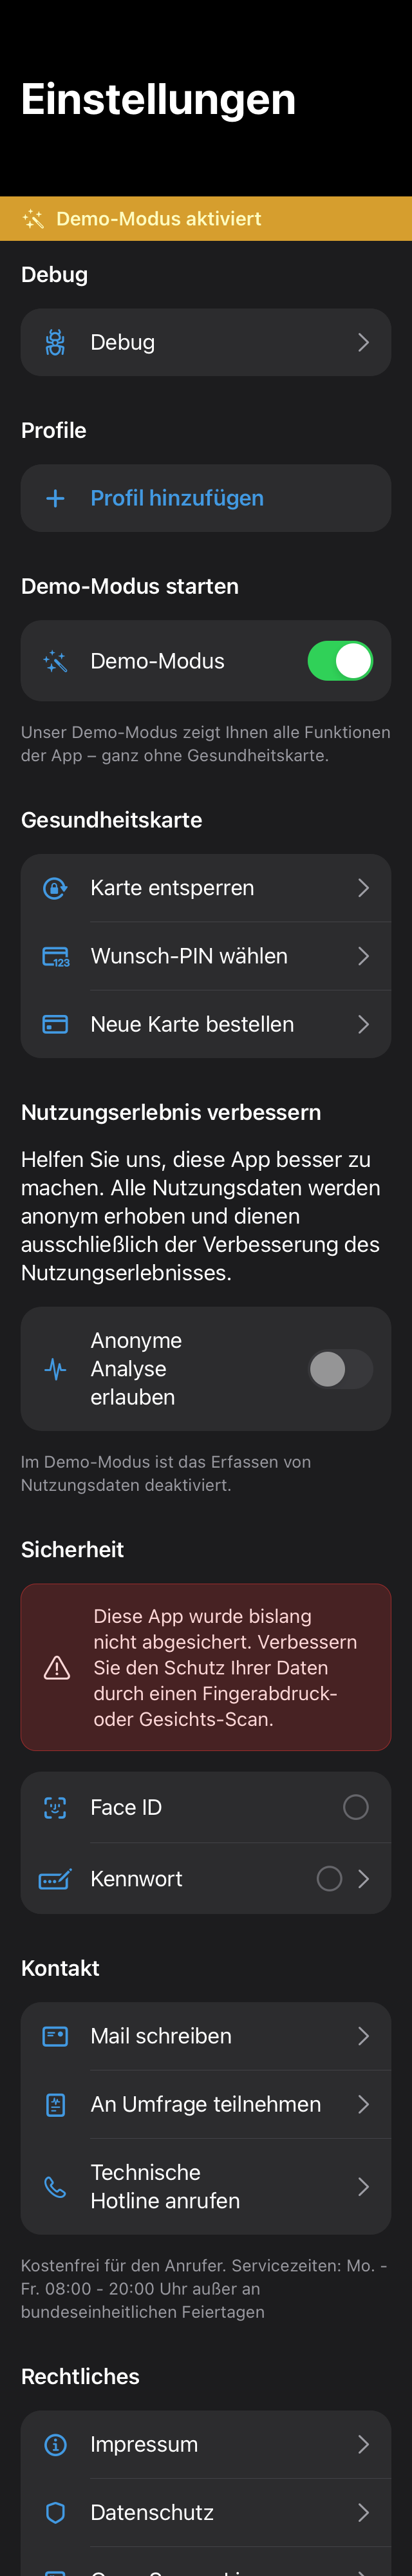 Einstellungen
Demo-Modus aktiviert
Debug
Debug
Profile
Profil hinzufügen
Demo-Modus starten
Demo-Modus
Unser Demo-Modus zeigt Ihnen alle Funktionen
der App – ganz ohne Gesundheitskarte.
Gesundheitskarte
Karte entsperren
123
Wunsch-PIN wählen
Neue Karte bestellen
Nutzungserlebnis verbessern
Helfen Sie uns, diese App besser zu
machen. Alle Nutzungsdaten werden
anonym erhoben und dienen
ausschließlich der Verbesserung des
Nutzungserlebnisses.
Anonyme
Analyse
erlauben
Im Demo-Modus ist das Erfassen von
Nutzungsdaten deaktiviert.
Sicherheit
Diese App wurde bislang
nicht abgesichert. Verbessern
Sie den Schutz Ihrer Daten
durch einen Fingerabdruck-
oder Gesichts-Scan.
Face ID
Kennwort
Kontakt
Mail schreiben
An Umfrage teilnehmen
Technische
Hotline anrufen
Kostenfrei für den Anrufer. Servicezeiten: Mo. -
Fr. 08:00 - 20:00 Uhr außer an
bundeseinheitlichen Feiertagen
Rechtliches
Impressum
Datenschutz